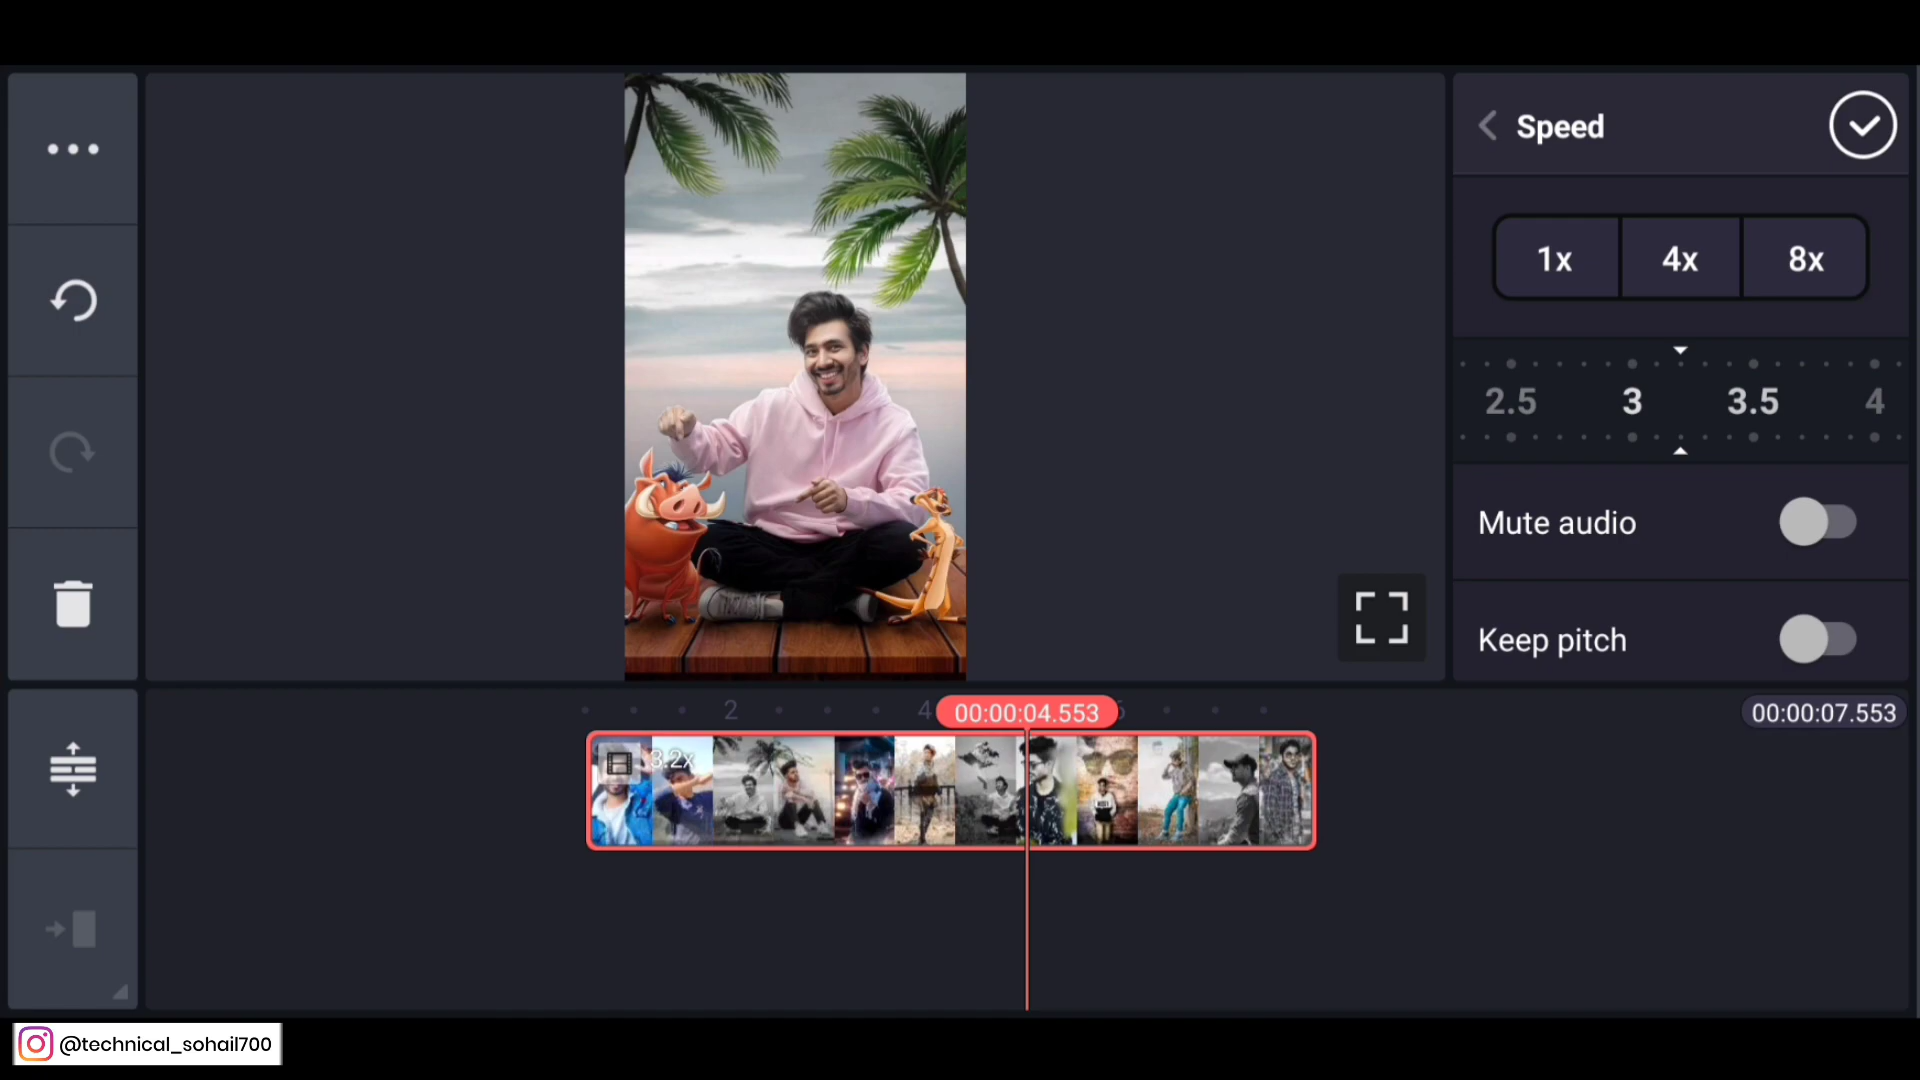 Speed
1x 4x 8x
2.5 3 3.5 4
Mute audio
Keep pitch
2 4 00:00:04.553 6 00:00:07.553
3.2x
@technical_sohail700